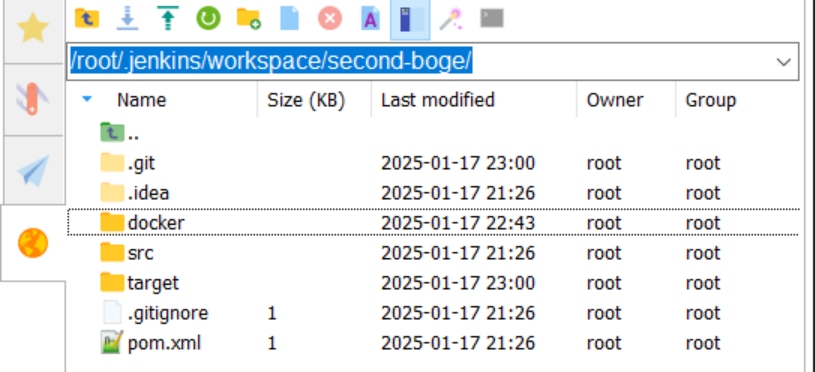 A
/root/.jenkins/workspace/second-boge/
Name Size (KB) Last modified Owner Group
..
.git 2025-01-17 23:00 root root
.idea 2025-01-17 21:26 root root
docker 2025-01-17 22:43 root root
src 2025-01-17 21:26 root root
target 2025-01-17 23:00 root root
.gitignore 1 2025-01-17 21:26 root root
pom.xml 1 2025-01-17 21:26 root root